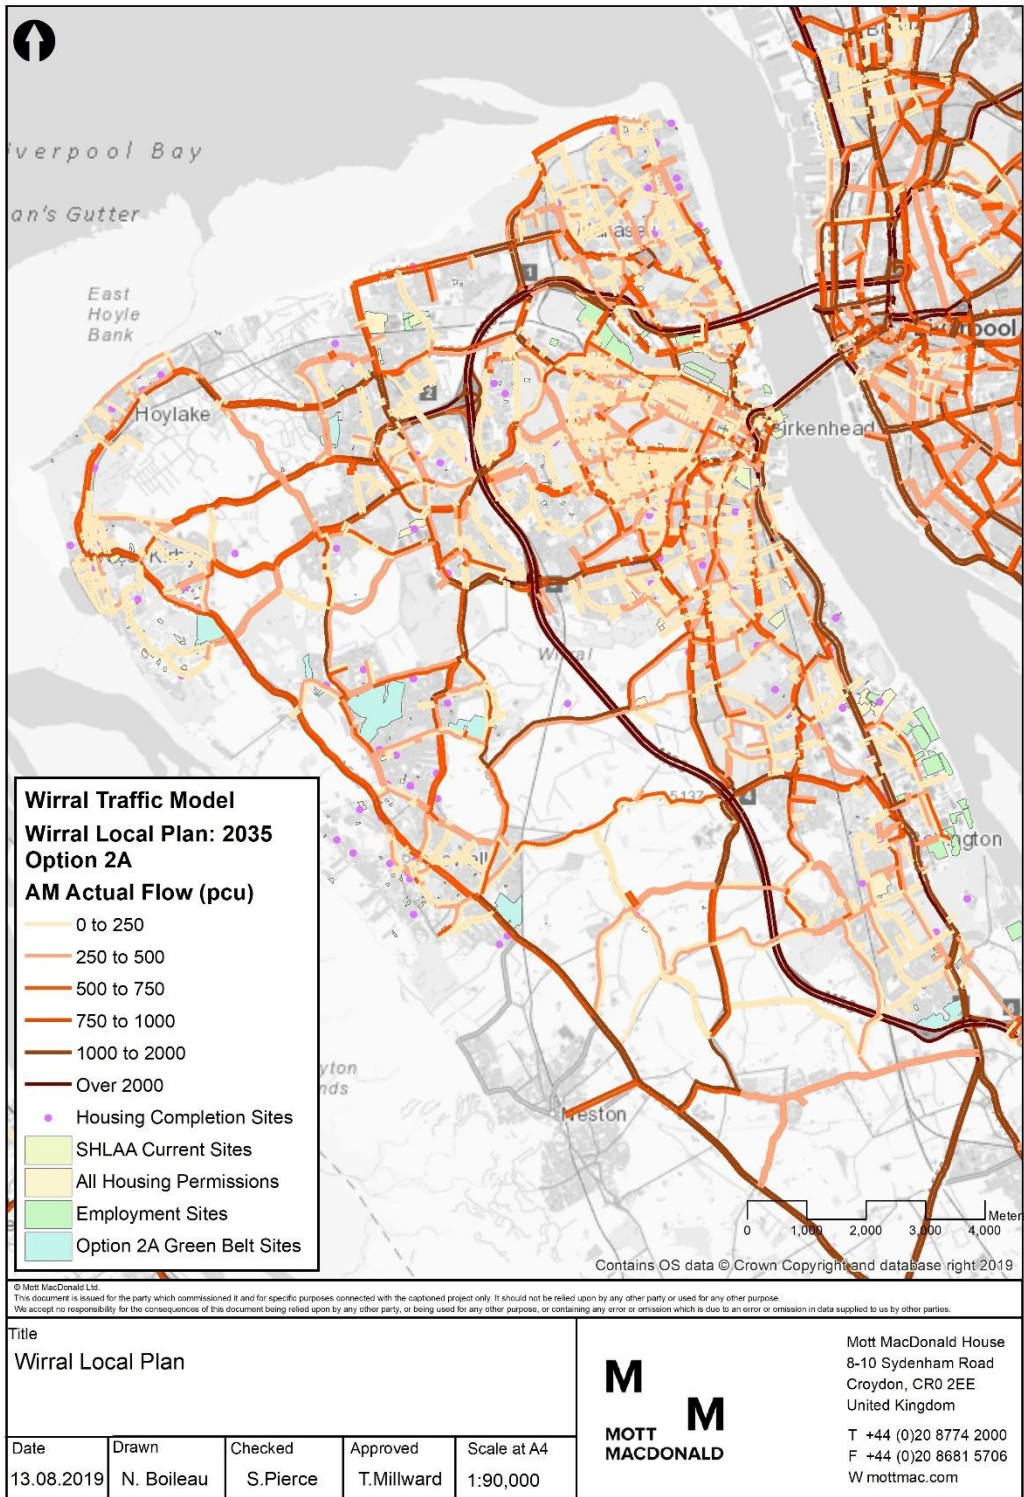 iverpool Bay
an's Gutter
East
Hoyle
Bank
Hoylake
Birkenhead
Wirral
1
2
4
5137
Neston
Wirral Traffic Model
Wirral Local Plan: 2035
Option 2A
AM Actual Flow (pcu)
0 to 250
250 to 500
500 to 750
750 to 1000
1000 to 2000
Over 2000
Housing Completion Sites
SHLAA Current Sites
All Housing Permissions
Employment Sites
Option 2A Green Belt Sites
0 1,000 2,000 3,000 4,000
Meter
Contains OS data © Crown Copyright and database right 2019
© Mott MacDonald Ltd.
This document is issued for the party which commissioned it and for specific purposes connected with the captioned project only. It should not be relied upon by any other party or used for any other purpose.
We accept no responsibility for the consequences of this document being relied upon by any other party, or being used for any other purpose, or containing any error or omission which is due to an error or omission in data supplied to us by other parties.
Title
Wirral Local Plan
Date
13.08.2019
Drawn
N. Boileau
Checked
S.Pierce
Approved
T.Millward
Scale at A4
1:90,000
M
M
MOTT
MACDONALD
Mott MacDonald House
8-10 Sydenham Road
Croydon, CR0 2EE
United Kingdom
T +44 (0)20 8774 2000
F +44 (0)20 8681 5706
W mottmac.com